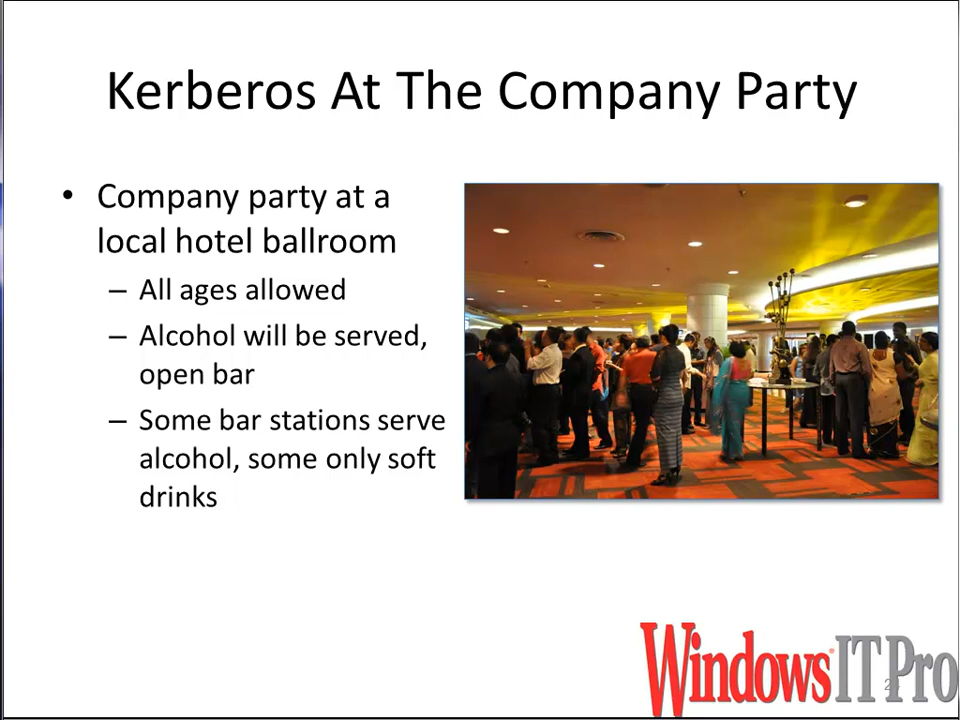 Kerberos At The Company Party
• Company party at a
local hotel ballroom
– All ages allowed
– Alcohol will be served,
open bar
– Some bar stations serve
alcohol, some only soft
drinks
Windows IT Pro